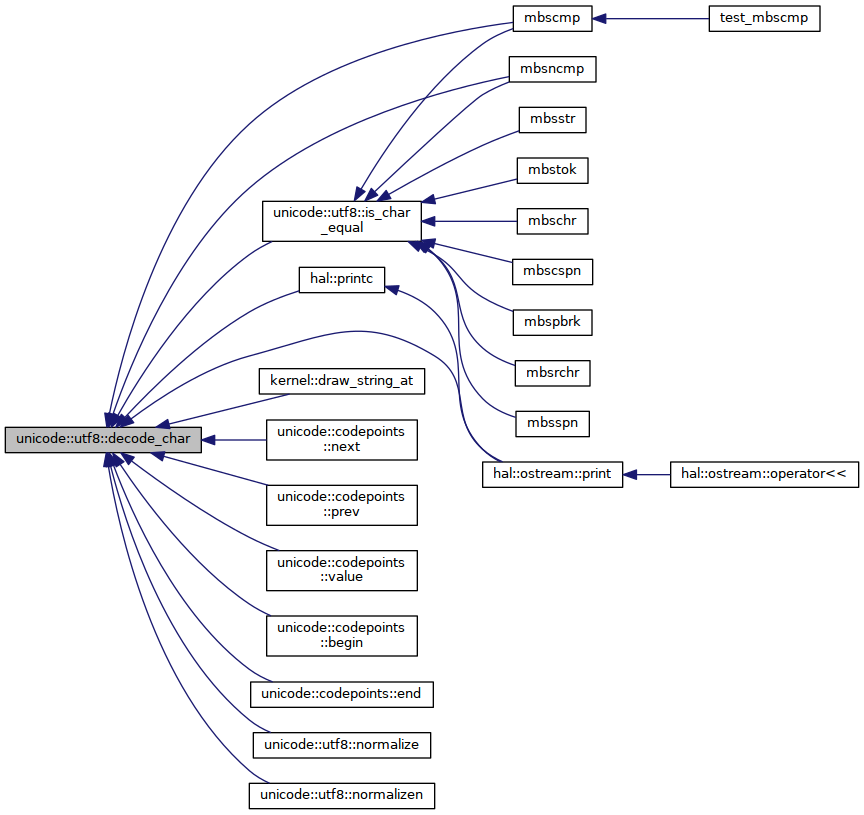 mbscmp
test_mbscmp
mbsncmp
mbsstr
mbstok
unicode::utf8::is_char
_equal
mbschr
mbscspn
hal::printc
mbspbrk
mbsrchr
kernel::draw_string_at
mbsspn
unicode::utf8::decode_char
unicode::codepoints
::next
hal::ostream::print
hal::ostream::operator<<
unicode::codepoints
::prev
unicode::codepoints
::value
unicode::codepoints
::begin
unicode::codepoints::end
unicode::utf8::normalize
unicode::utf8::normalizen